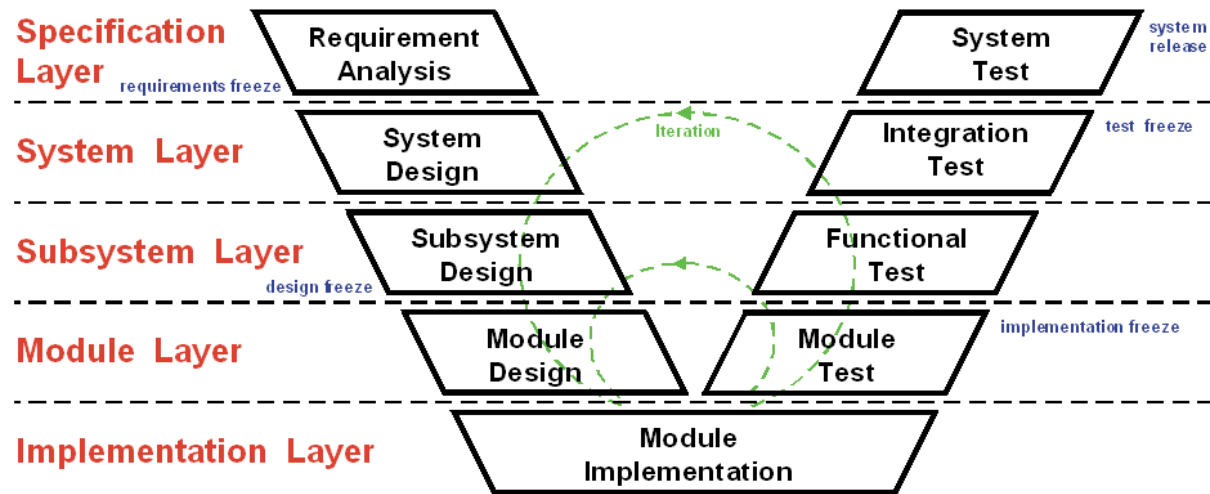 Specification
Layer
requirements freeze
Requirement
Analysis
System
Test
system
release
System Layer
System
Design
Iteration
Integration
Test
test freeze
Subsystem Layer
design freeze
Subsystem
Design
Functional
Test
Module Layer
Module
Design
Module
Test
implementation freeze
Implementation Layer
Module
Implementation